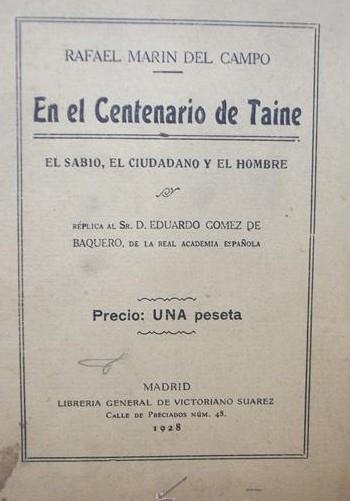 RAFAEL MARIN DEL CAMPO
En el Centenario de Taine
EL SABIO, EL CIUDADANO Y EL HOMBRE
RÉPLICA AL SR. D. EDUARDO GOMEZ DE
BAQUERO, DE LA REAL ACADEMIA ESPAÑOLA
Precio: UNA peseta
MADRID
LIBRERIA GENERAL DE VICTORIANO SUAREZ
CALLE DE PRECIADOS NÚM. 48.
1928